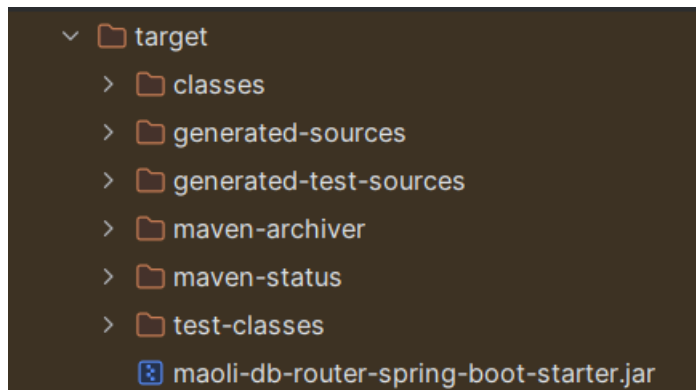 target
classes
generated-sources
generated-test-sources
maven-archiver
maven-status
test-classes
maoli-db-router-spring-boot-starter.jar